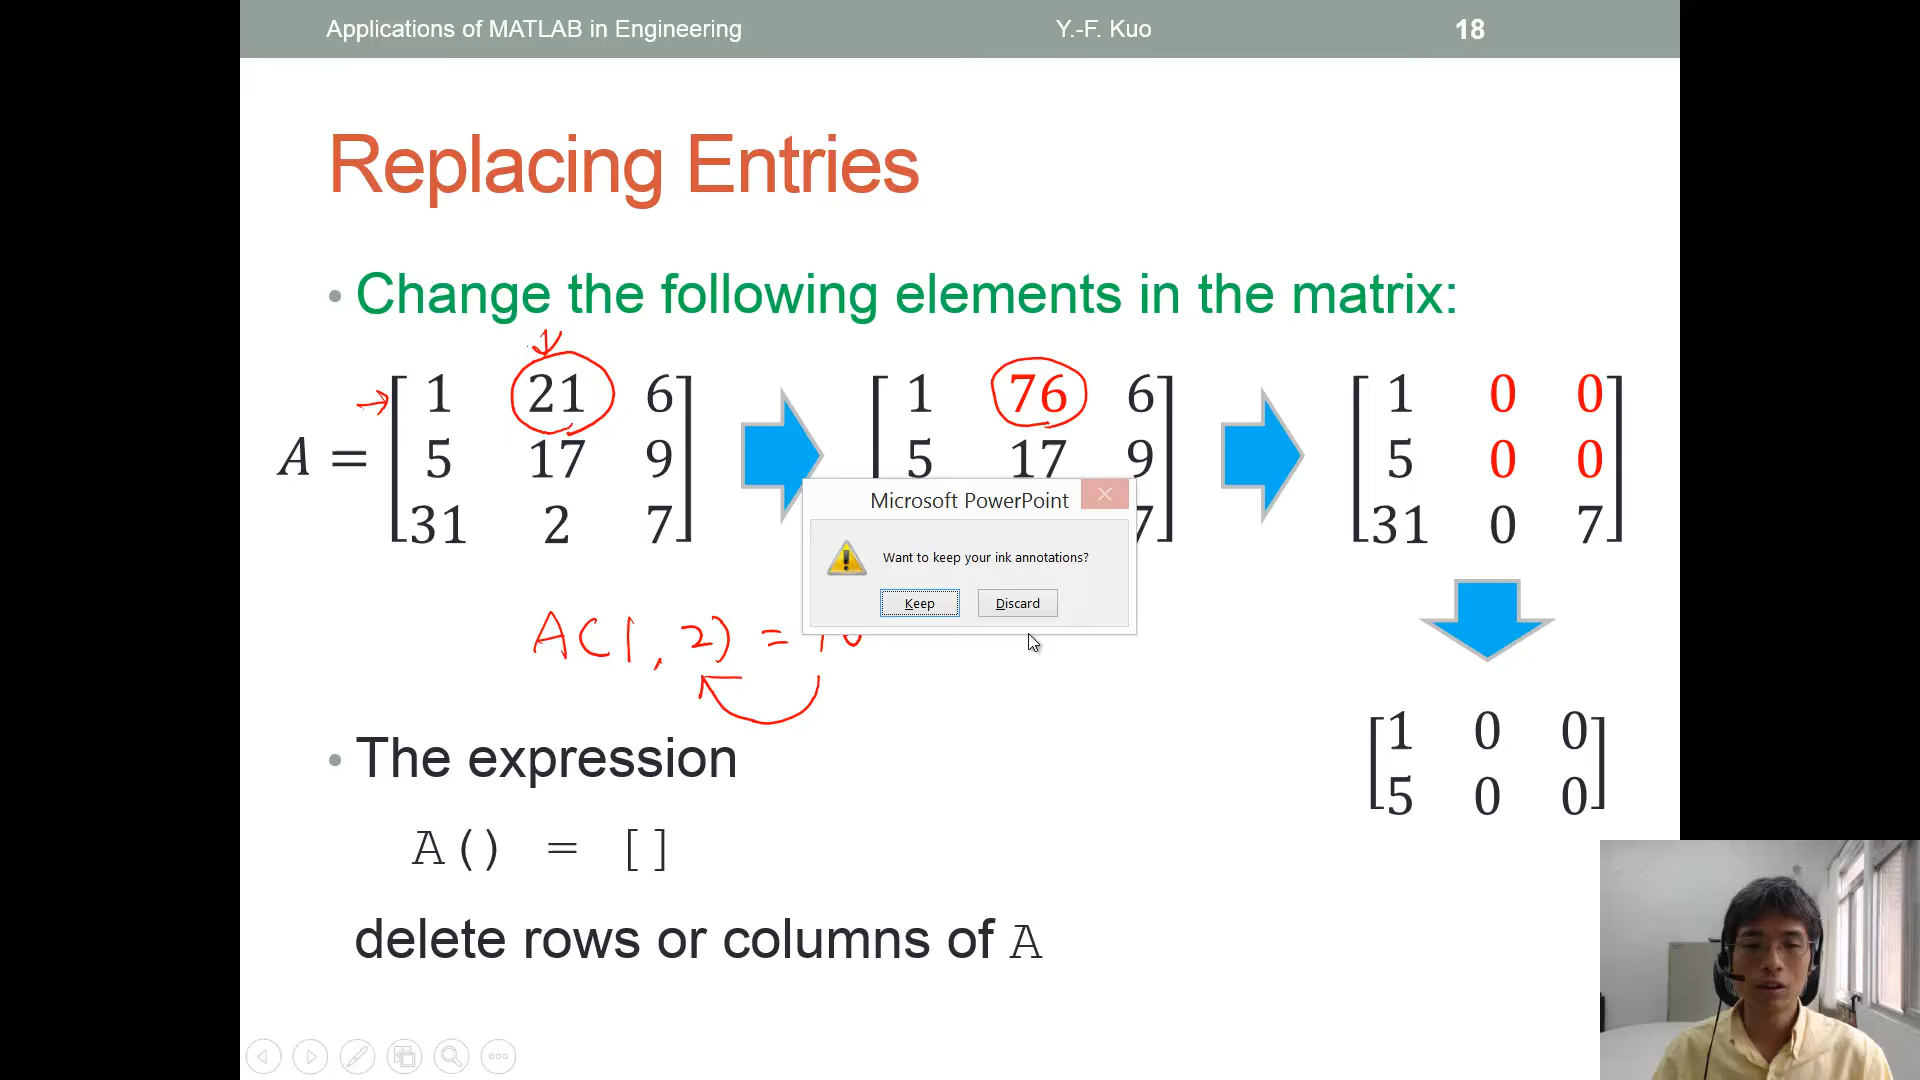 Applications of MATLAB in Engineering Y.-F. Kuo 18
Replacing Entries
• Change the following elements in the matrix:
1 21 6 1 76 6 1 0 0
A = 5 17 9 5 17 9 5 0 0
31 2 7 7 31 0 7
Microsoft PowerPoint
Want to keep your ink annotations?
Keep Discard
A(1, 2) =
1 0 0
5 0 0
• The expression
A() = []
delete rows or columns of A